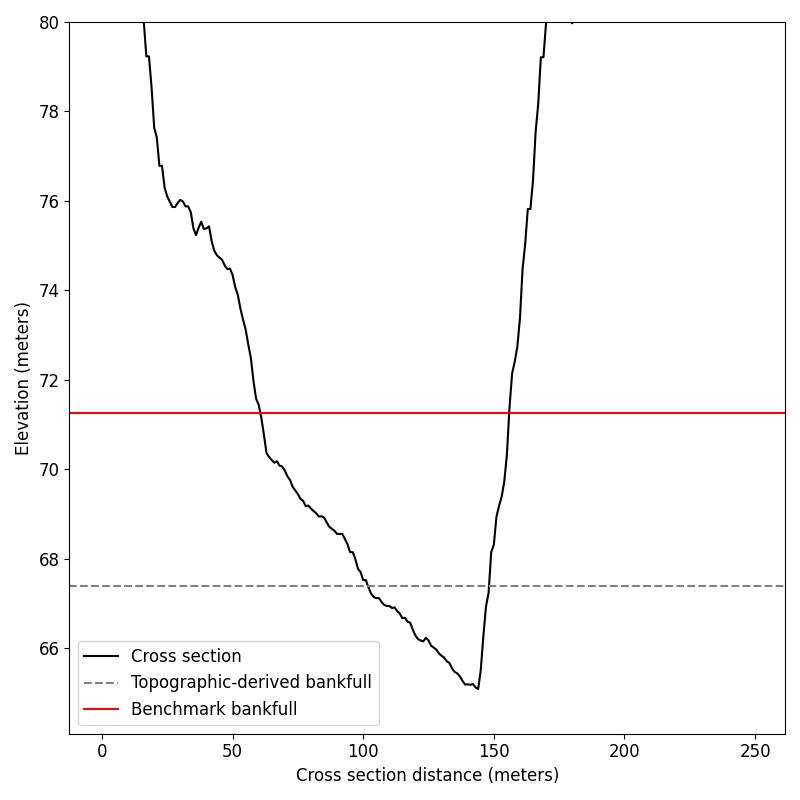 80
78
76
74
72
70
68
66
Elevation (meters)
Cross section
Topographic-derived bankfull
Benchmark bankfull
0 50 100 150 200 250
Cross section distance (meters)